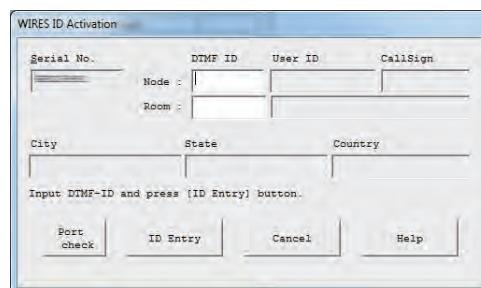 WIRES ID Activation
Serial No. DTMF ID User ID CallSign
Node :
Room :
City State Country
Input DTMF-ID and press [ID Entry] button.
Port check ID Entry Cancel Help